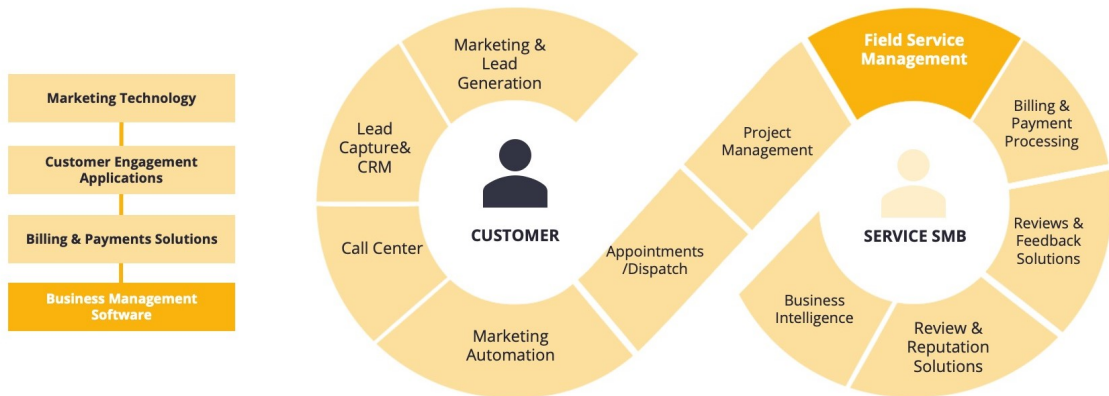 Marketing Technology
Customer Engagement
Applications
Billing & Payments Solutions
Business Management
Software
Marketing &
Lead
Generation
Lead
Capture&
CRM
Call Center
Marketing
Automation
Appointments
/Dispatch
Project
Management
Field Service
Management
Billing &
Payment
Processing
Reviews &
Feedback
Solutions
Review &
Reputation
Solutions
Business
Intelligence
CUSTOMER
SERVICE SMB